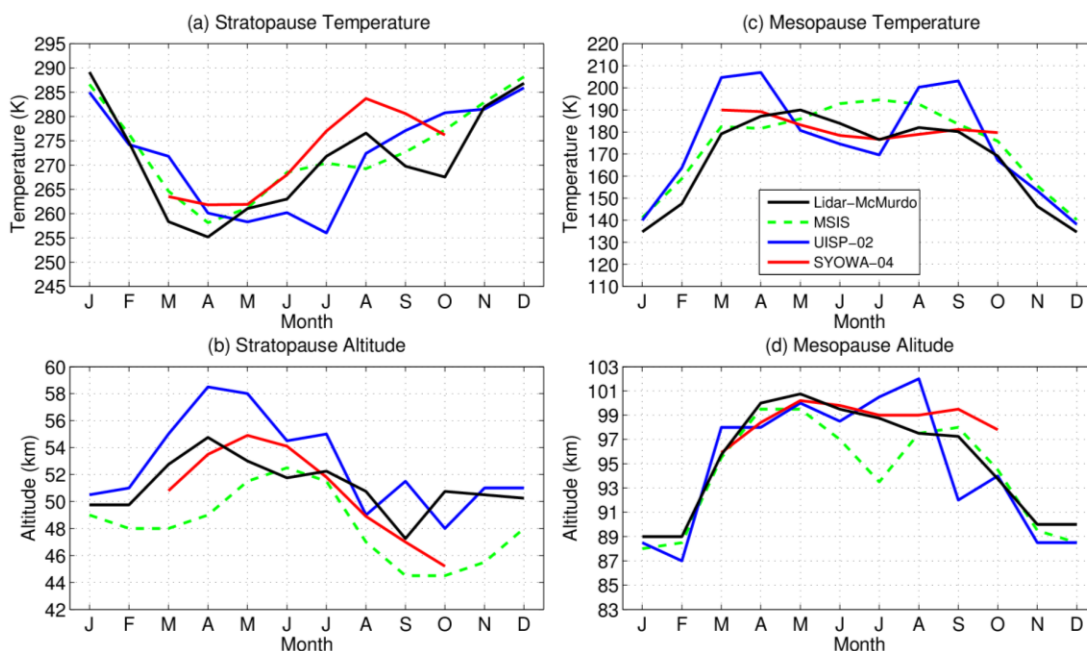 (a) Stratopause Temperature
295
290
285
280
275
270
265
260
255
250
245
Temperature (K)
J F M A M J J A S O N D
Month
(c) Mesopause Temperature
220
210
200
190
180
170
160
150
140
130
120
110
Temperature (K)
Lidar−McMurdo
MSIS
UISP−02
SYOWA−04
J F M A M J J A S O N D
Month
(b) Stratopause Altitude
60
58
56
54
52
50
48
46
44
42
Altitude (km)
J F M A M J J A S O N D
Month
(d) Mesopause Alitude
103
101
99
97
95
93
91
89
87
85
83
Altitude (km)
J F M A M J J A S O N D
Month